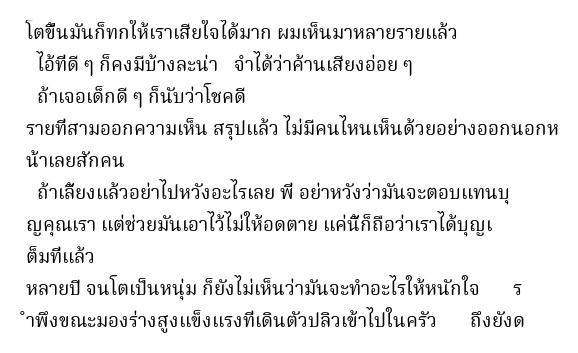 โตขึ้นมันก็ทกให้เราเสียใจได้มาก ผมเห็นมาหลายรายแล้ว
ไอ้ที่ดี ๆ ก็คงมีบ้างละน่า จำได้ว่าค้านเสียงอ่อย ๆ
ถ้าเจอเด็กดี ๆ ก็นับว่าโชคดี
รายที่สามออกความเห็น สรุปแล้ว ไม่มีคนไหนเห็นด้วยอย่างออกนอกห
น้าเลยสักคน
ถ้าเลี้ยงแล้วอย่าไปหวังอะไรเลย พี่ อย่าหวังว่ามันจะตอบแทนบุ
ญคุณเรา แต่ช่วยมันเอาไว้ไม่ให้อดตาย แค่นี้ก็ถือว่าเราได้บุญเ
ต็มทีแล้ว
หลายปี จนโตเป็นหนุ่ม ก็ยังไม่เห็นว่ามันจะทำอะไรให้หนักใจ ร
ำพึงขณะมองร่างสูงแข็งแรงที่เดินตัวปลิวเข้าไปในครัว ถึงยังด